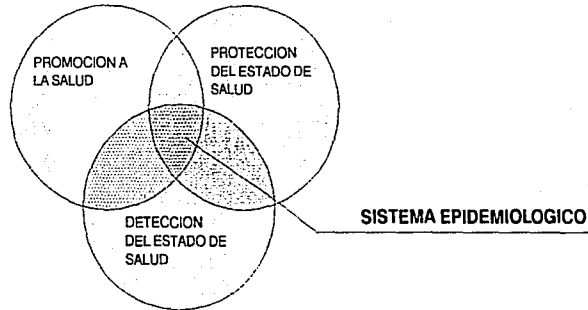 PROMOCION A
LA SALUD
PROTECCION
DEL ESTADO DE
SALUD
DETECCION
DEL ESTADO DE
SALUD
SISTEMA EPIDEMIOLOGICO